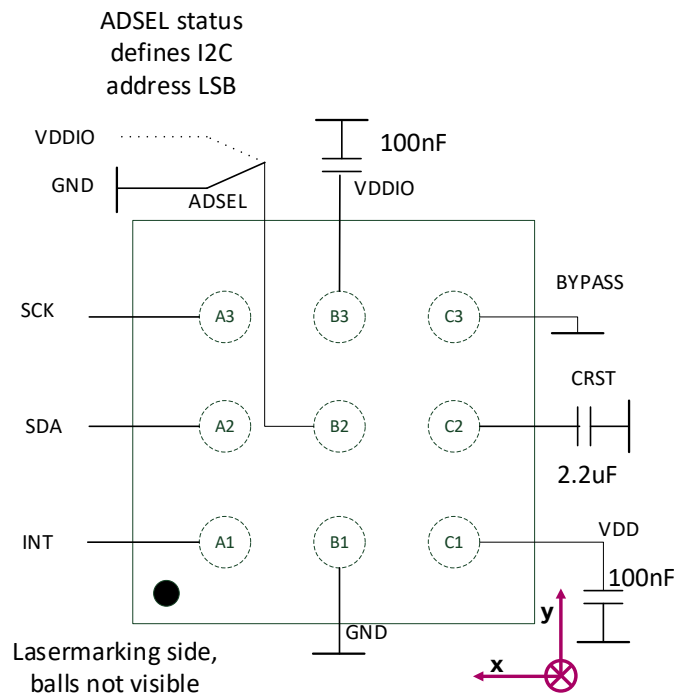 ADSEL status
defines I2C
address LSB
VDDIO
100nF
GND
ADSEL
VDDIO
SCK
A3
B3
C3
BYPASS
SDA
A2
B2
C2
CRST
2.2uF
INT
A1
B1
C1
VDD
100nF
GND
y
x
Lasermarking side,
balls not visible